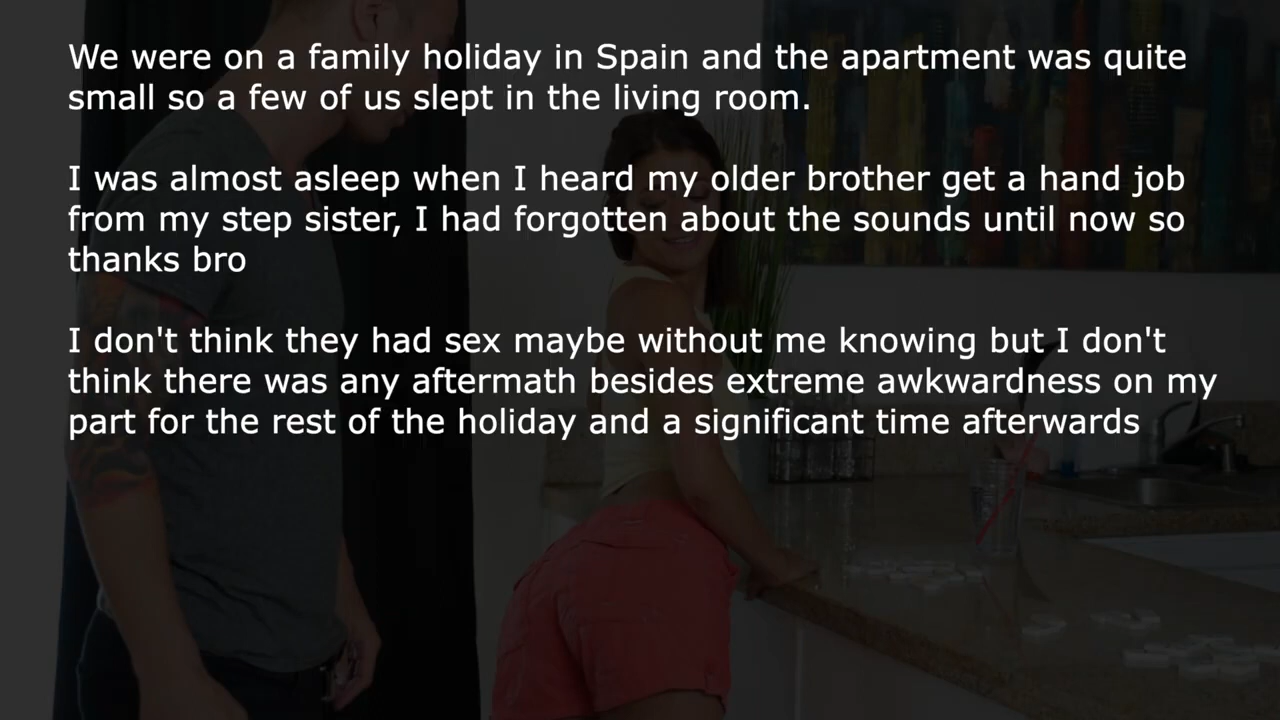 We were on a family holiday in Spain and the apartment was quite
small so a few of us slept in the living room.
I was almost asleep when I heard my older brother get a hand job
from my step sister, I had forgotten about the sounds until now so
thanks bro
I don't think they had sex maybe without me knowing but I don't
think there was any aftermath besides extreme awkwardness on my
part for the rest of the holiday and a significant time afterwards